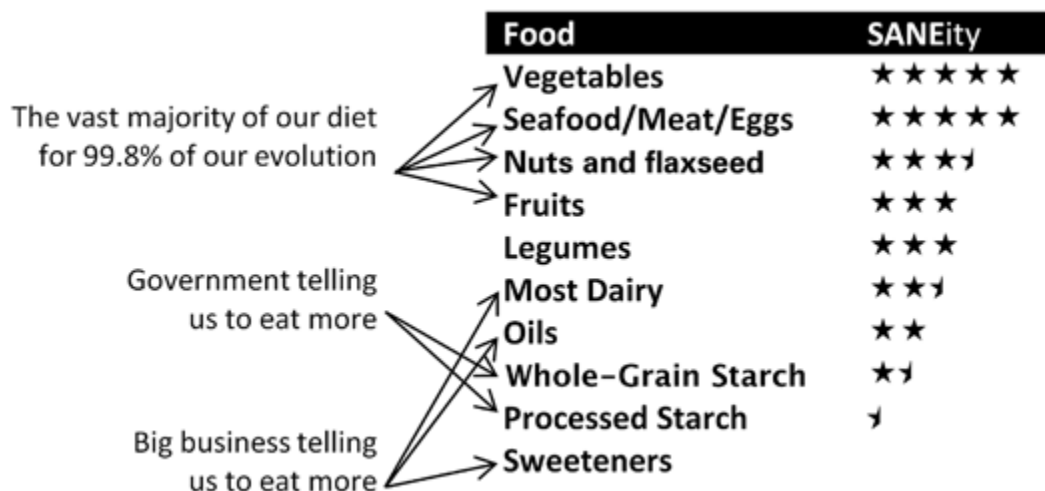 Food SANEity
Vegetables ★★★★★
The vast majority of our diet
for 99.8% of our evolution
Seafood/Meat/Eggs ★★★★★
Nuts and flaxseed ★★★⯨
Fruits ★★★
Legumes ★★★
Government telling
us to eat more
Most Dairy ★★⯨
Oils ★★
Whole-Grain Starch ★⯨
Processed Starch ⯨
Big business telling
us to eat more
Sweeteners